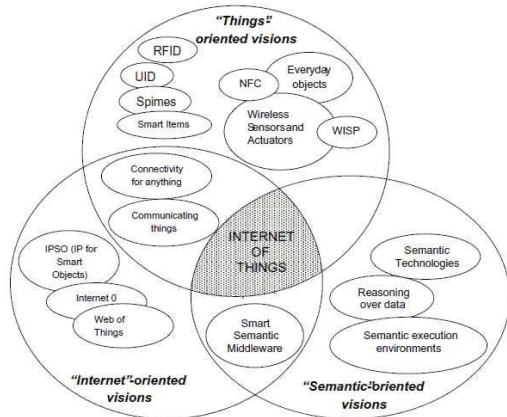 “Things”-
oriented visions
RFID
UID
Spimes
Smart Items
NFC
Everyday
objects
Wireless
Sensors and
Actuators
WISP
Connectivity
for anything
Communicating
things
INTERNET
OF
THINGS
IPSO (IP for
Smart
Objects)
Internet 0
Web of
Things
Smart
Semantic
Middleware
Semantic
Technologies
Reasoning
over data
Semantic execution
environments
“Internet”-oriented
visions
“Semantic”-oriented
visions